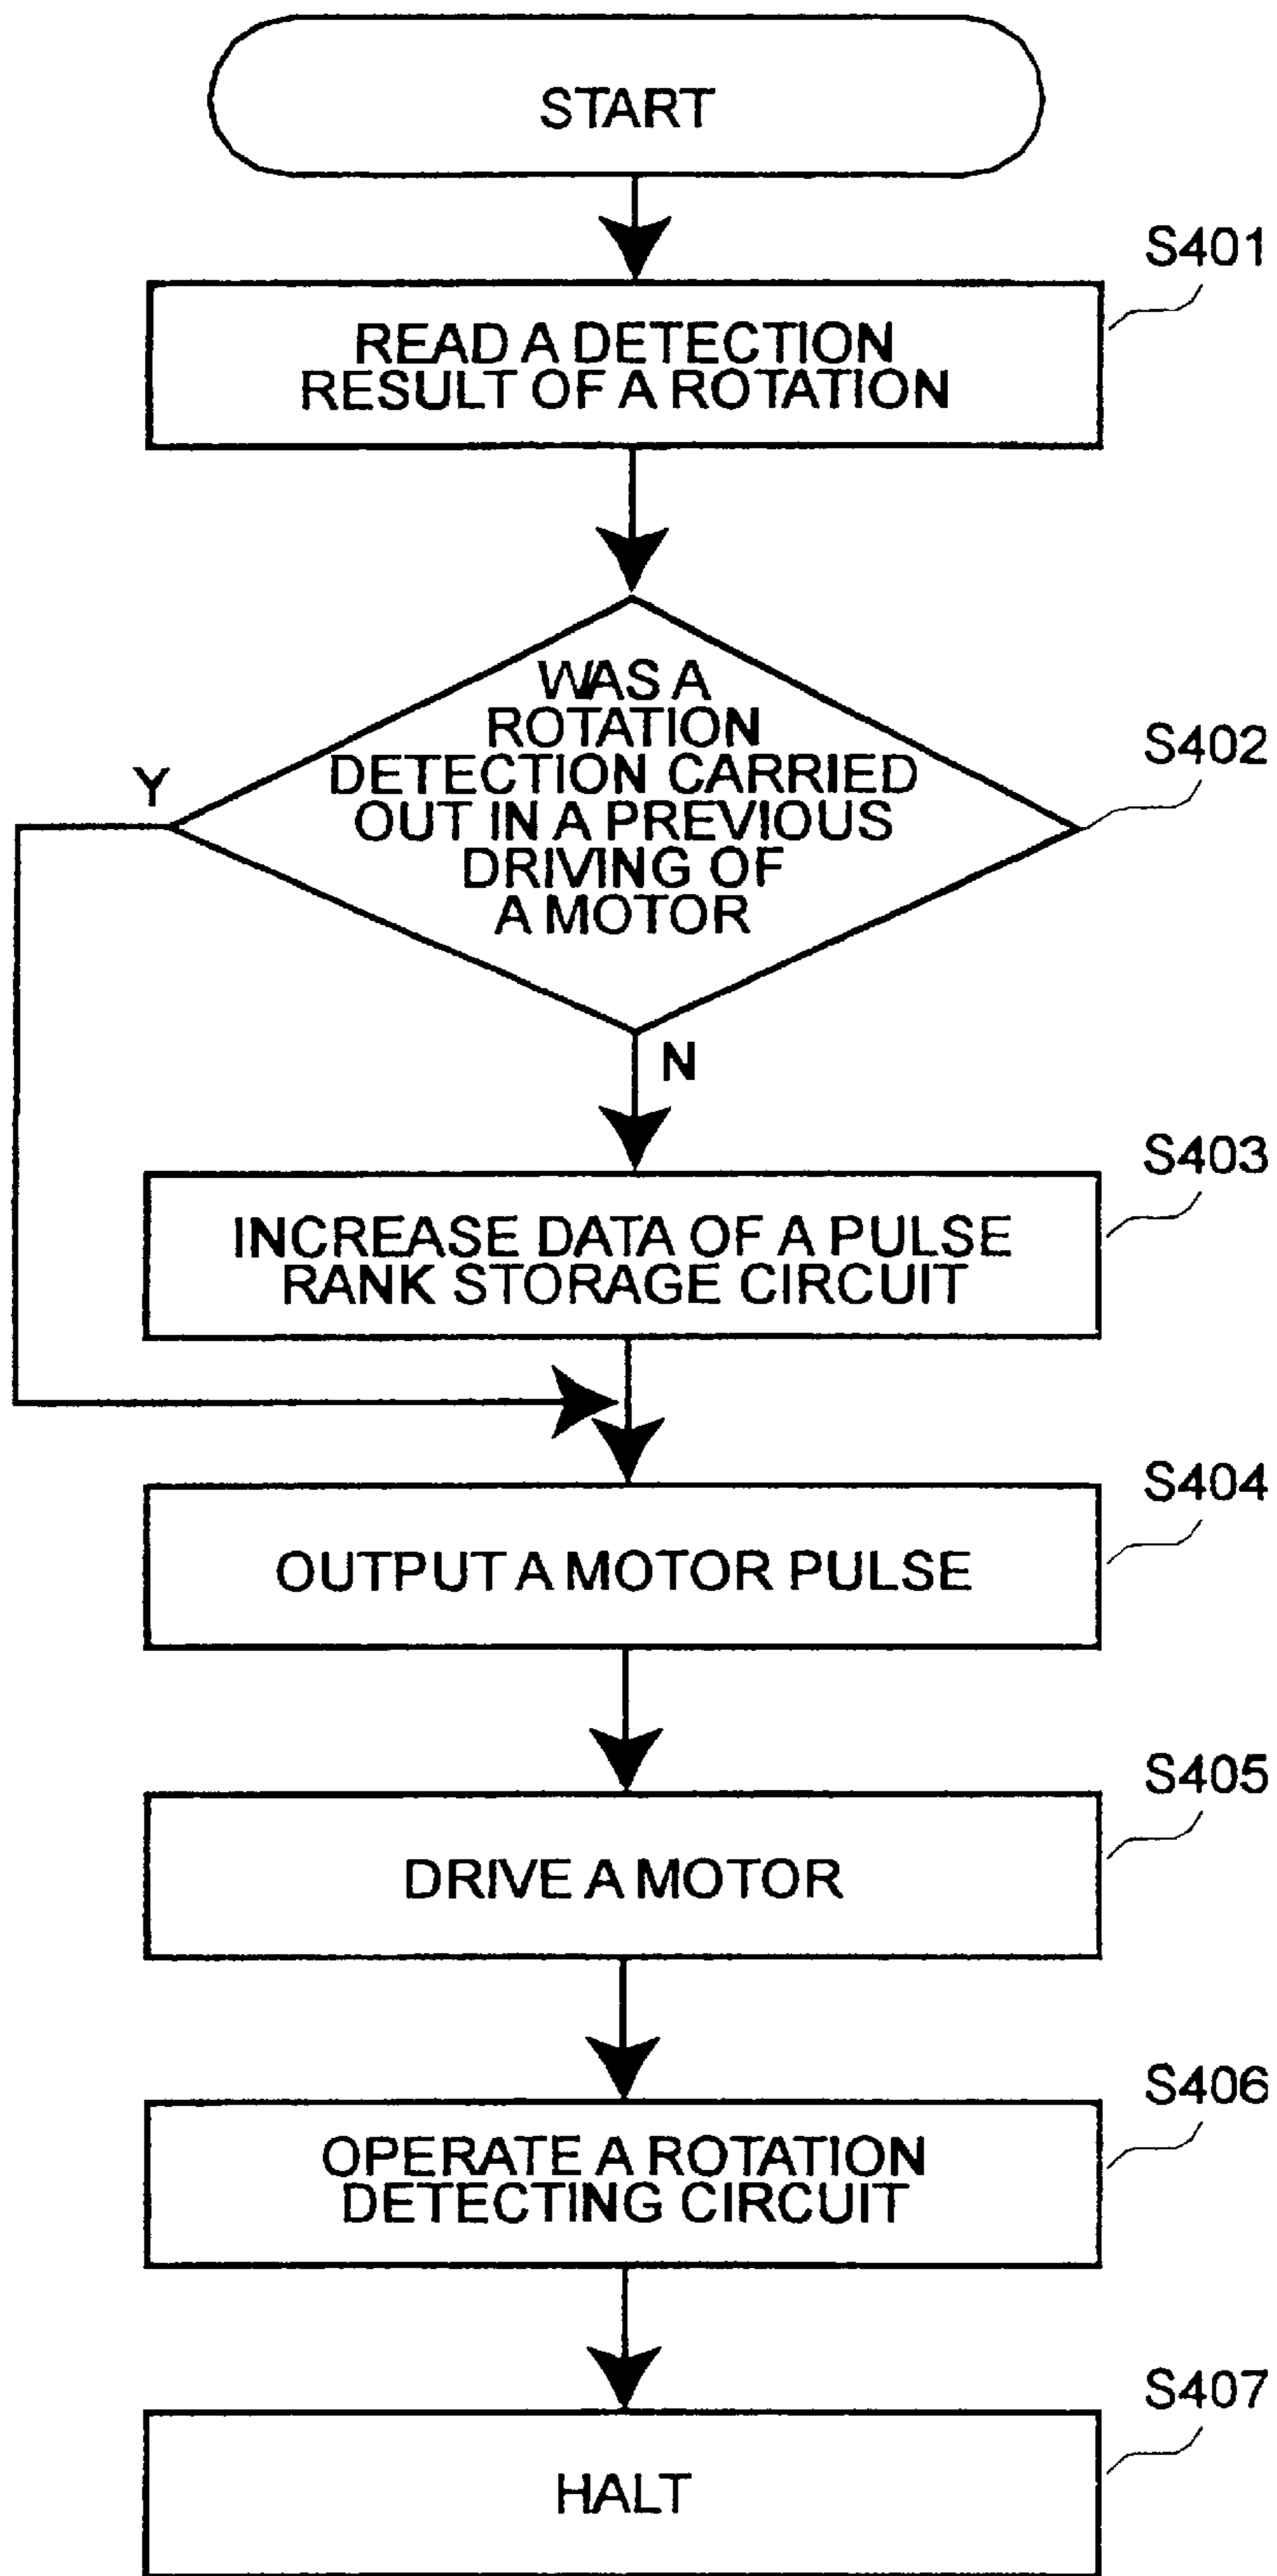 START
S401
READ A DETECTION
RESULT OF A ROTATION
WAS A
ROTATION
DETECTION CARRIED
OUT IN A PREVIOUS
DRIVING OF
A MOTOR
S402
Y
N
S403
INCREASE DATA OF A PULSE
RANK STORAGE CIRCUIT
S404
OUTPUT A MOTOR PULSE
S405
DRIVE A MOTOR
S406
OPERATE A ROTATION
DETECTING CIRCUIT
S407
HALT